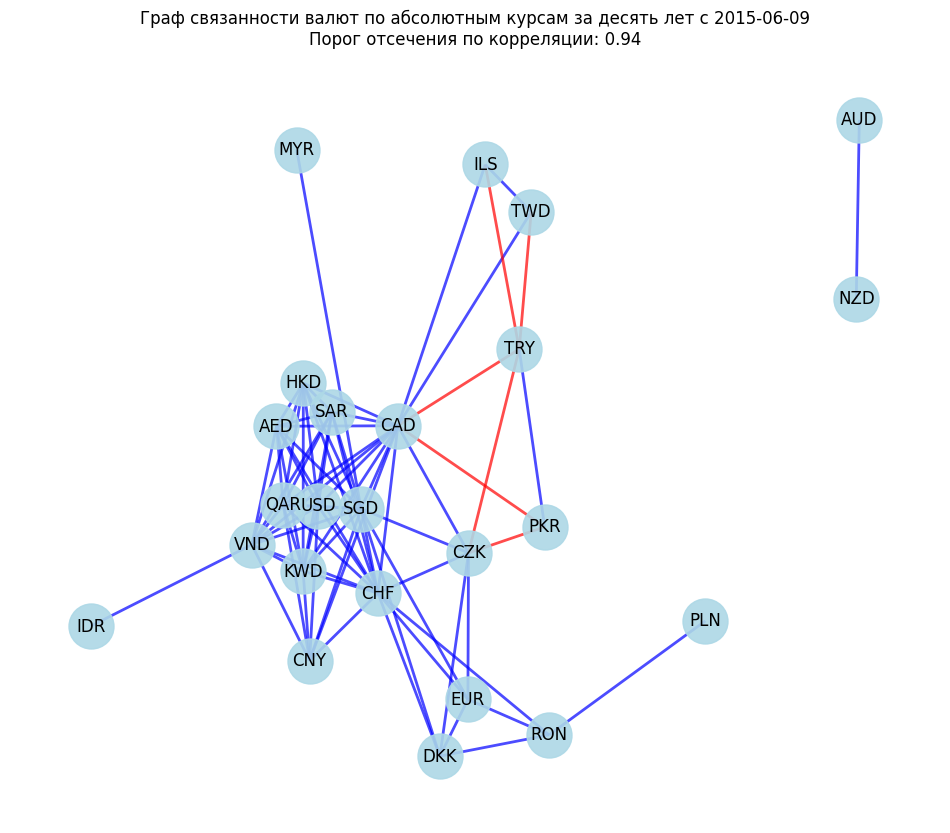 Граф связанности валют по абсолютным курсам за десять лет с 2015-06-09
Порог отсечения по корреляции: 0.94
AUD
MYR
ILS
TWD
NZD
TRY
HKD
SAR
AED
CAD
QAR
USD
SGD
PKR
VND
CZK
KWD
CHF
PLN
IDR
CNY
EUR
RON
DKK